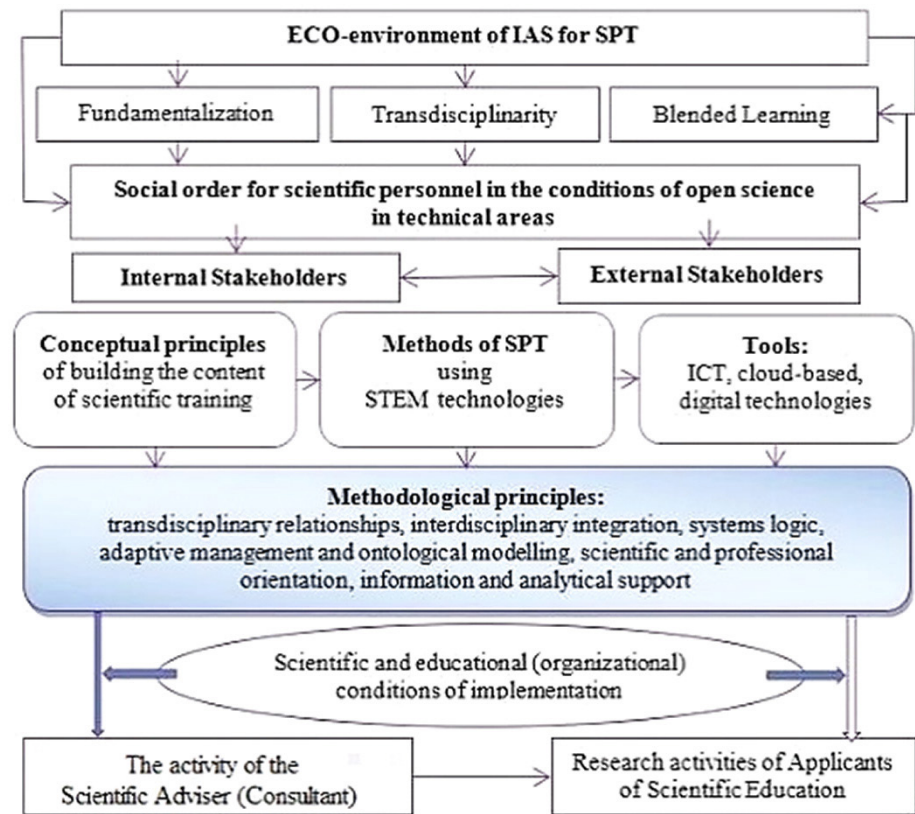 ECO-environment of IAS for SPT
Fundamentalization
Transdisciplinarity
Blended Learning
Social order for scientific personnel in the conditions of open science
in technical areas
Internal Stakeholders
External Stakeholders
Conceptual principles
of building the content
of scientific training
Methods of SPT
using
STEM technologies
Tools:
ICT, cloud-based,
digital technologies
Methodological principles:
transdisciplinary relationships, interdisciplinary integration, systems logic,
adaptive management and ontological modelling, scientific and professional
orientation, information and analytical support
Scientific and educational (organizational)
conditions of implementation
The activity of the
Scientific Adviser (Consultant)
Research activities of Applicants
of Scientific Education